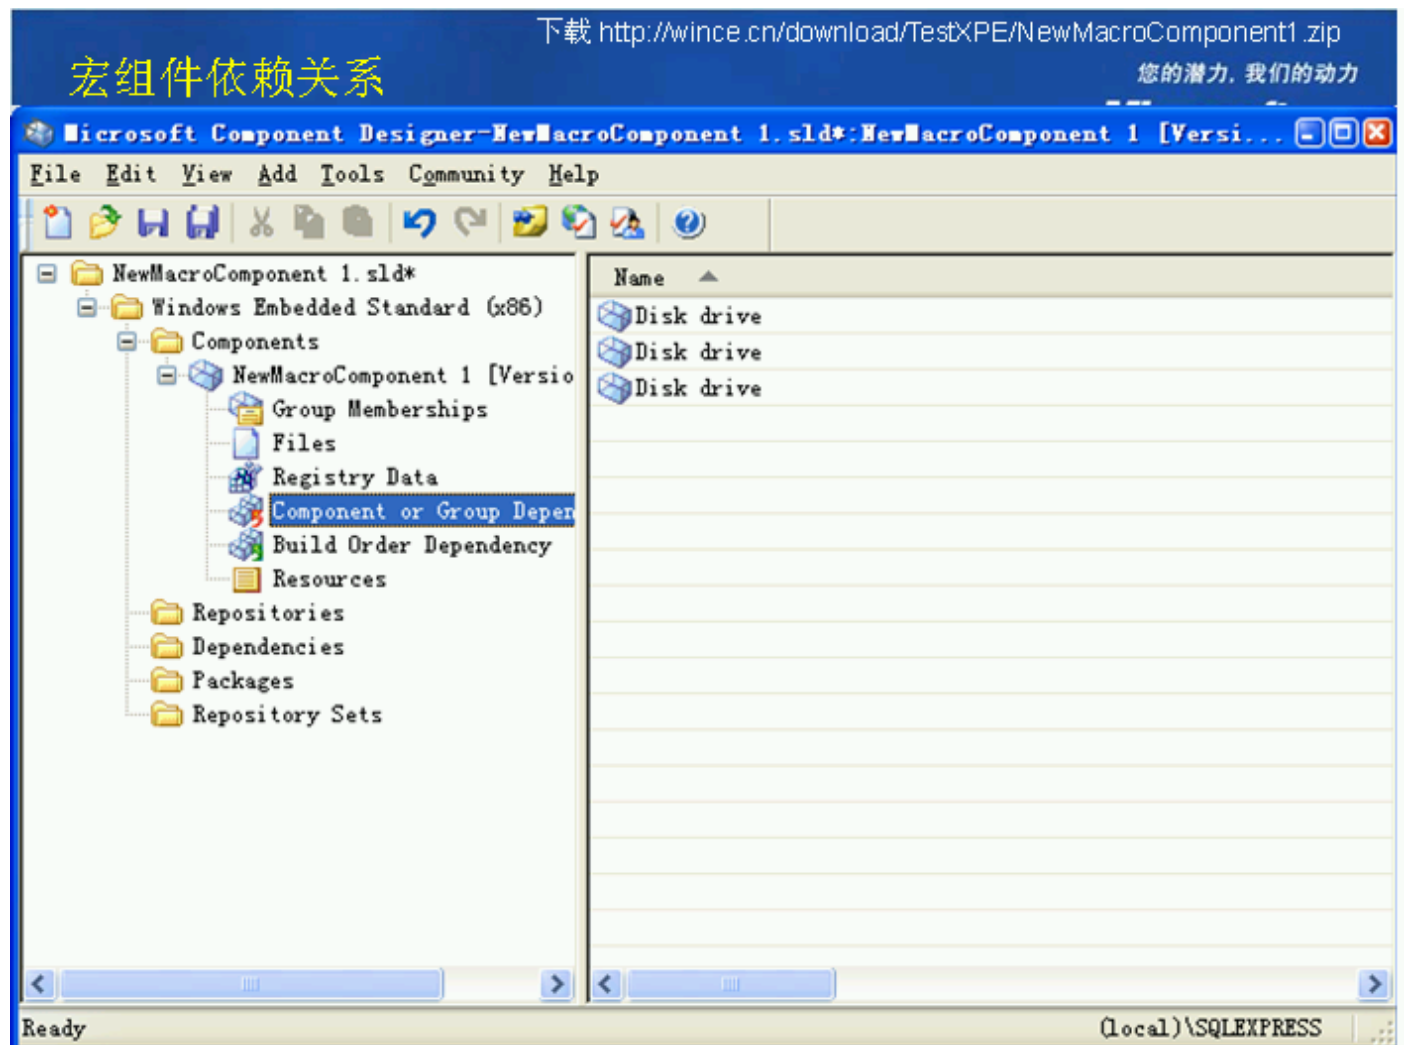 下载 http://wince.cn/download/TestXPE/NewMacroComponent1.zip
宏组件依赖关系
您的潜力, 我们的动力
Microsoft Component Designer-NewMacroComponent 1.sld*:NewMacroComponent 1 [Versi...
File Edit View Add Tools Community Help
NewMacroComponent 1.sld*
Windows Embedded Standard (x86)
Components
NewMacroComponent 1 [Versio
Group Memberships
Files
Registry Data
Component or Group Depen
Build Order Dependency
Resources
Repositories
Dependencies
Packages
Repository Sets
Name
Disk drive
Disk drive
Disk drive
Ready
(local)\SQLEXPRESS